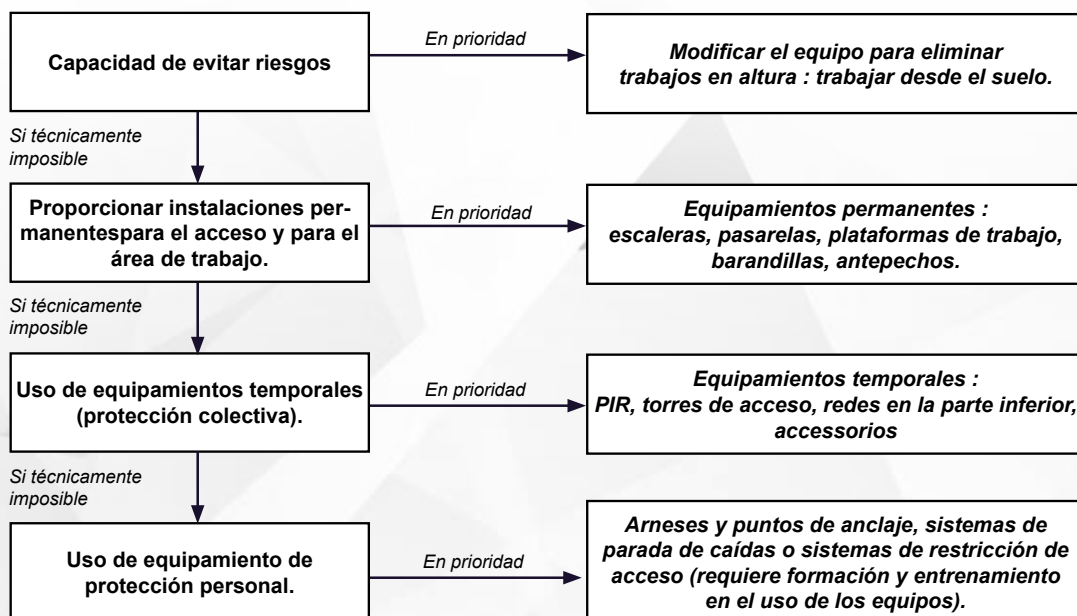 Capacidad de evitar riesgos
En prioridad
Modificar el equipo para eliminar
trabajos en altura : trabajar desde el suelo.
Si técnicamente
imposible
Proporcionar instalaciones per-
manentespara el acceso y para el
área de trabajo.
En prioridad
Equipamientos permanentes :
escaleras, pasarelas, plataformas de trabajo,
barandillas, antepechos.
Si técnicamente
imposible
Uso de equipamientos temporales
(protección colectiva).
En prioridad
Equipamientos temporales :
PIR, torres de acceso, redes en la parte inferior,
accessorios
Si técnicamente
imposible
Uso de equipamiento de
protección personal.
En prioridad
Arneses y puntos de anclaje, sistemas de
parada de caídas o sistemas de restricción de
acceso (requiere formación y entrenamiento
en el uso de los equipos).